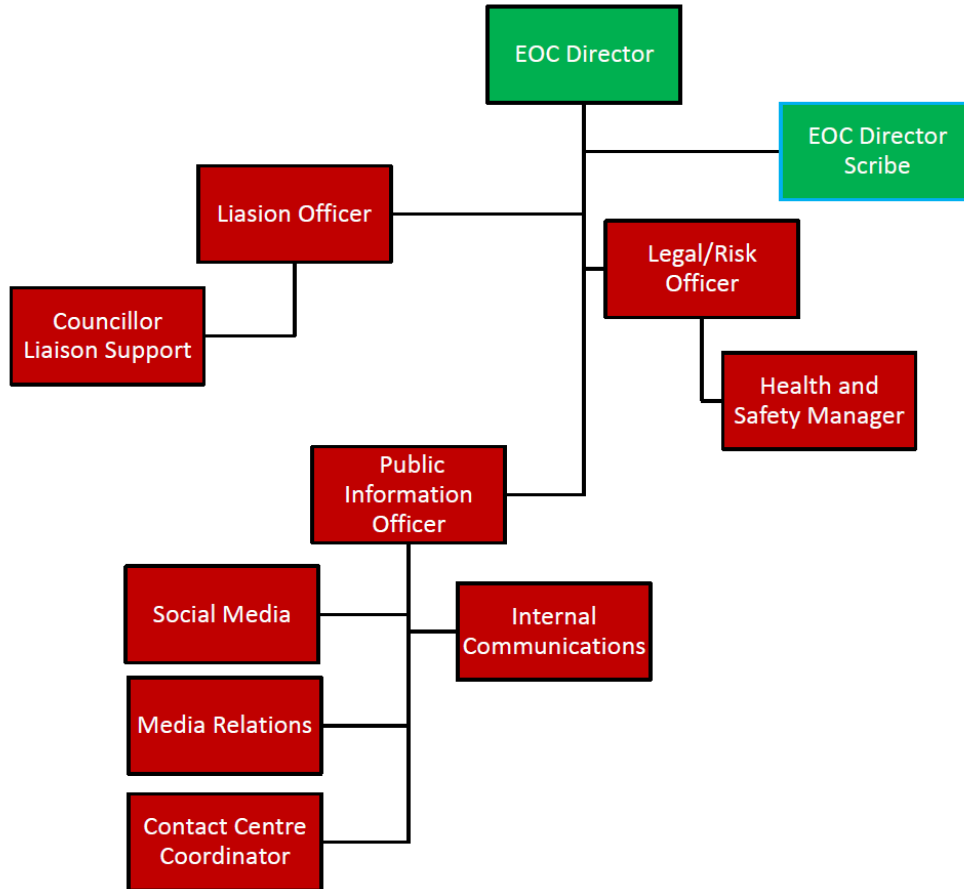 EOC Director
EOC Director
Scribe
Liasion Officer
Legal/Risk
Officer
Councillor
Liaison Support
Health and
Safety Manager
Public
Information
Officer
Social Media
Internal
Communications
Media Relations
Contact Centre
Coordinator